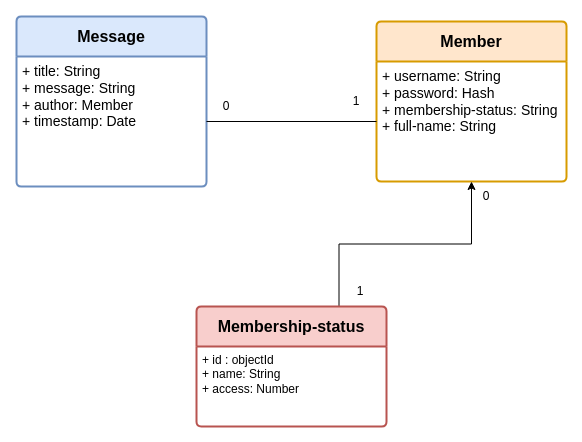 Message
+ title: String
+ message: String
+ author: Member
+ timestamp: Date
0
1
Member
+ username: String
+ password: Hash
+ membership-status: String
+ full-name: String
0
1
Membership-status
+ id : objectId
+ name: String
+ access: Number